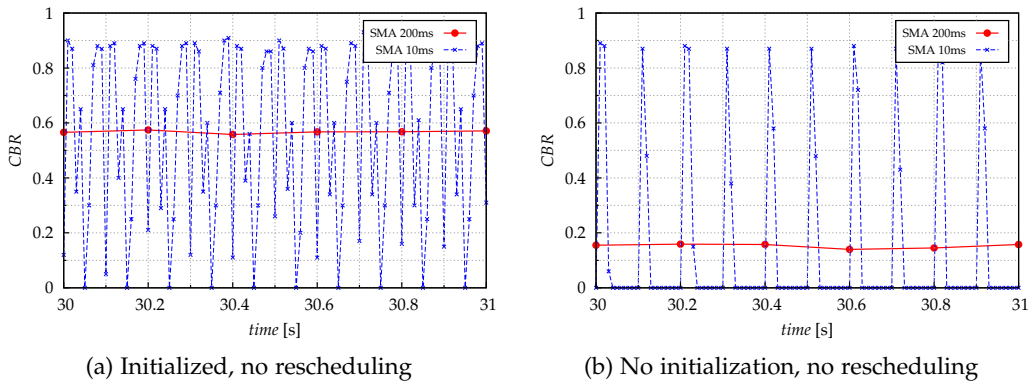 SMA 200ms
SMA 10ms
1
0.8
0.6
0.4
0.2
0
CBR
30 30.2 30.4 30.6 30.8 31
time [s]
(a) Initialized, no rescheduling
SMA 200ms
SMA 10ms
1
0.8
0.6
0.4
0.2
0
CBR
30 30.2 30.4 30.6 30.8 31
time [s]
(b) No initialization, no rescheduling